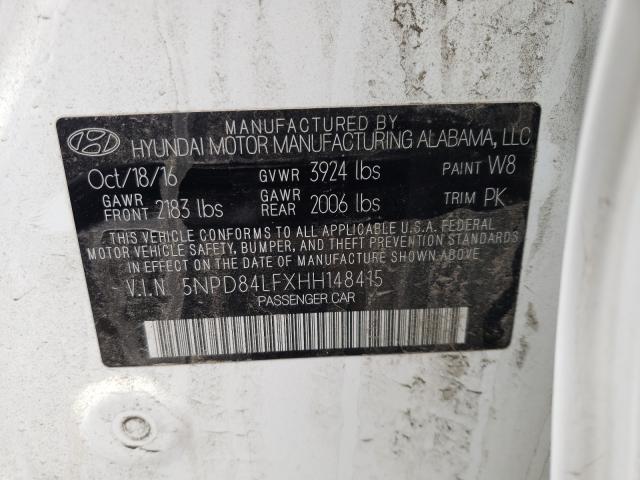 MANUFACTURED BY
HYUNDAI MOTOR MANUFACTURING ALABAMA, LLC
Oct/18/16 GVWR 3924 lbs PAINT W8
GAWR FRONT 2183 lbs GAWR REAR 2006 lbs TRIM PK
THIS VEHICLE CONFORMS TO ALL APPLICABLE U.S.A. FEDERAL
MOTOR VEHICLE SAFETY, BUMPER, AND THEFT PREVENTION
STANDARDS IN EFFECT ON THE DATE OF MANUFACTURE SHOWN ABOVE
V.I.N 5NPD84LFXHH148415
PASSENGER CAR